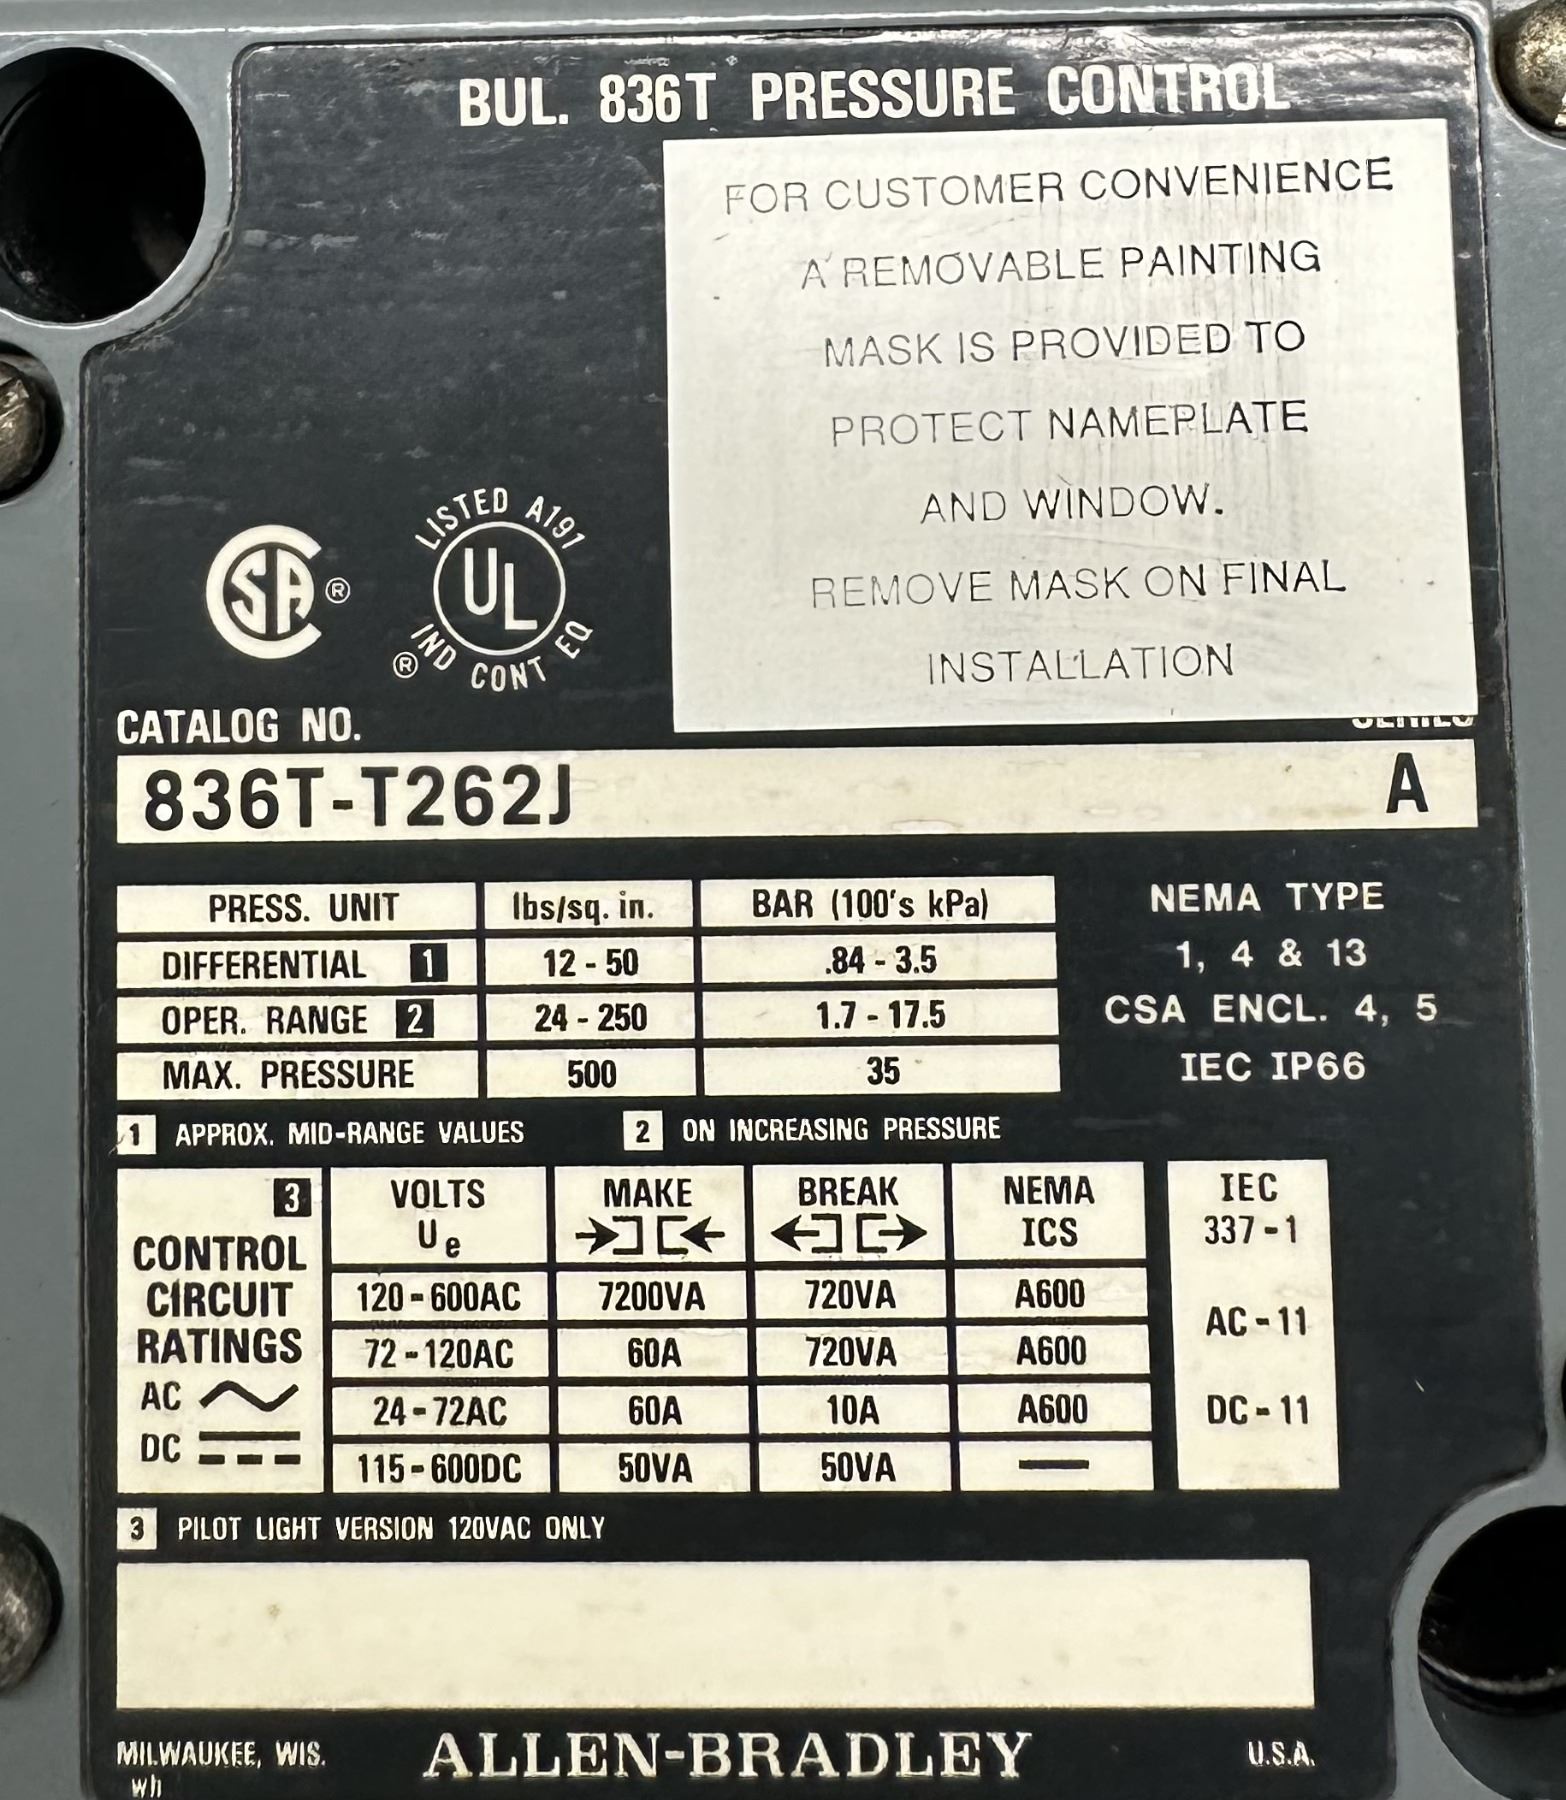 BUL. 836T PRESSURE CONTROL
FOR CUSTOMER CONVENIENCE
A REMOVABLE PAINTING
MASK IS PROVIDED TO
PROTECT NAMEPLATE
AND WINDOW.
REMOVE MASK ON FINAL
INSTALLATION
SA ®
LISTED A191
UL
® IND CONT EQ
CATALOG NO.
SERIES
836T-T262J A
PRESS. UNIT lbs/sq. in. BAR (100's kPa)
DIFFERENTIAL 1 12 - 50 .84 - 3.5
OPER. RANGE 2 24 - 250 1.7 - 17.5
MAX. PRESSURE 500 35
NEMA TYPE
1, 4 & 13
CSA ENCL. 4, 5
IEC IP66
1 APPROX. MID-RANGE VALUES 2 ON INCREASING PRESSURE
3
CONTROL
CIRCUIT
RATINGS
AC
DC
VOLTS Ue MAKE BREAK NEMA ICS
120-600AC 7200VA 720VA A600
72-120AC 60A 720VA A600
24-72AC 60A 10A A600
115-600DC 50VA 50VA —
IEC
337-1
AC-11
DC-11
3 PILOT LIGHT VERSION 120VAC ONLY
MILWAUKEE, WIS. ALLEN-BRADLEY U.S.A.
wh